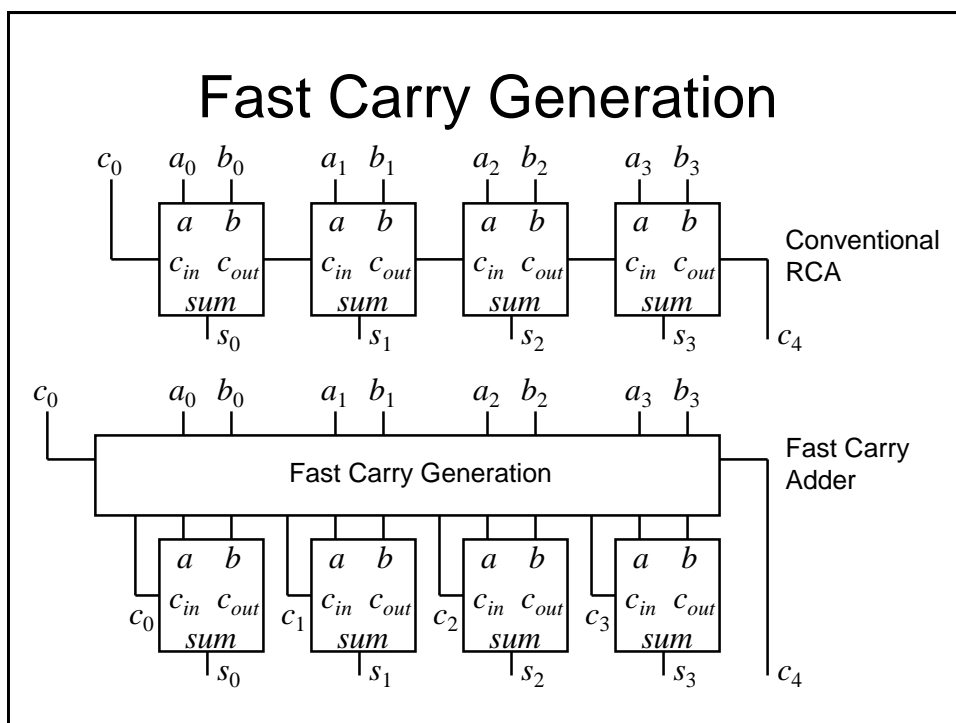 Fast Carry Generation
c0 a0 b0 a1 b1 a2 b2 a3 b3
a b a b a b a b
Conventional
RCA
cin cout cin cout cin cout cin cout
sum sum sum sum
s0 s1 s2 s3 c4
c0 a0 b0 a1 b1 a2 b2 a3 b3
Fast Carry
Adder
Fast Carry Generation
a b a b a b a b
c0 cin cout c1 cin cout c2 cin cout c3 cin cout
sum sum sum sum
s0 s1 s2 s3 c4